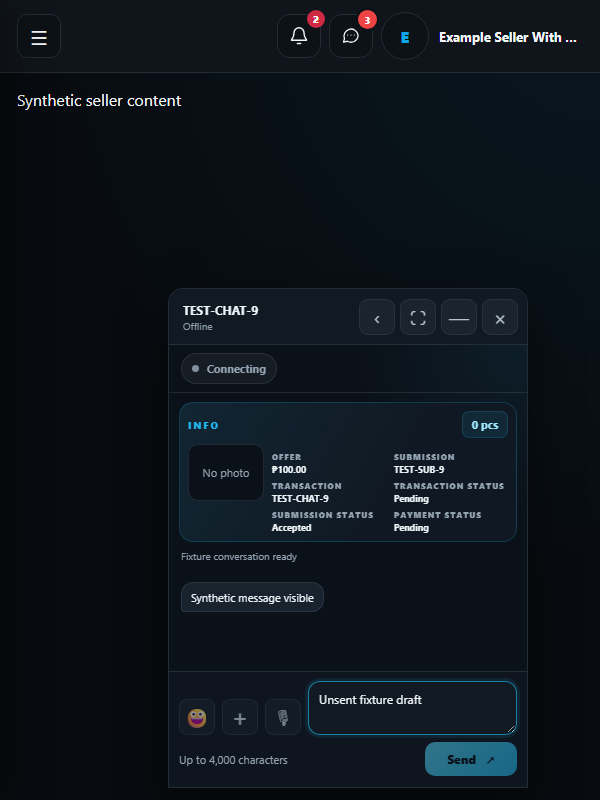 2
3
E
Example Seller With ...
Synthetic seller content
TEST-CHAT-9
Offline
Connecting
INFO
0 pcs
No photo
OFFER
₱100.00
SUBMISSION
TEST-SUB-9
TRANSACTION
TEST-CHAT-9
TRANSACTION STATUS
Pending
SUBMISSION STATUS
Accepted
PAYMENT STATUS
Pending
Fixture conversation ready
Synthetic message visible
Unsent fixture draft
Up to 4,000 characters
Send ↗